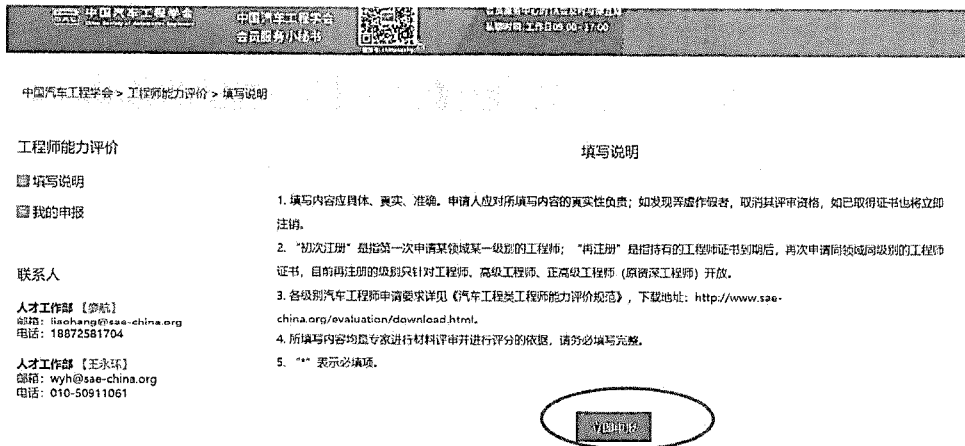 中国汽车工程学会
中国汽车工程学会
会员服务小秘书
中国汽车工程学会 > 工程师能力评价 > 填写说明
工程师能力评价
填写说明
我的申报
联系人
人才工作部 【廖航】
邮箱: liaohang@sae-china.org
电话: 18872581704
人才工作部 【王永环】
邮箱: wyh@sae-china.org
电话: 010-50911061
填写说明
1. 填写内容应具体、真实、准确。申请人应对所填写内容的真实性负责; 如发现弄虚作假者, 取消其评审资格, 如已取得证书也将立即
注销。
2. “初次注册” 是指第一次申请某领域某一级别的工程师; “再注册” 是指持有的工程师证书到期后, 再次申请同领域同级别的工程师
证书, 目前再注册的级别只针对工程师、高级工程师、正高级工程师 (原资深工程师) 开放。
3. 各级别汽车工程师申请要求详见《汽车工程类工程师能力评价规范》, 下载地址: http://www.sae-
china.org/evaluation/download.html。
4. 所填写内容均是专家进行材料评审并进行评分的依据, 请务必填写完整。
5. “*” 表示必填项。
立即申报